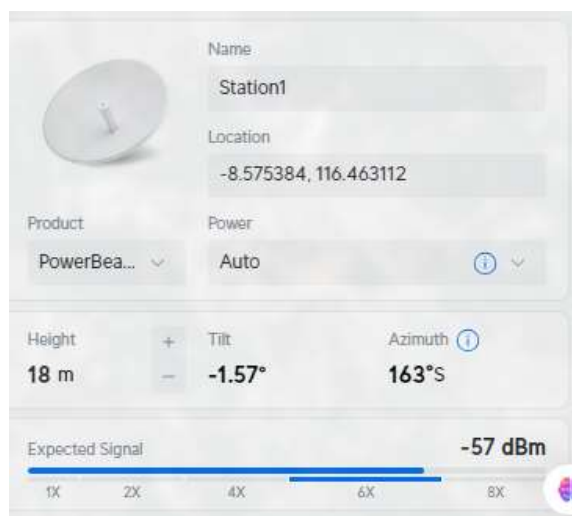 Name
Station1
Location
-8.575384, 116.463112
Product
Power
PowerBea...
Auto
Height + Tilt Azimuth
18 m - -1.57° 163°S
Expected Signal -57 dBm
1X 2X 4X 6X 8X